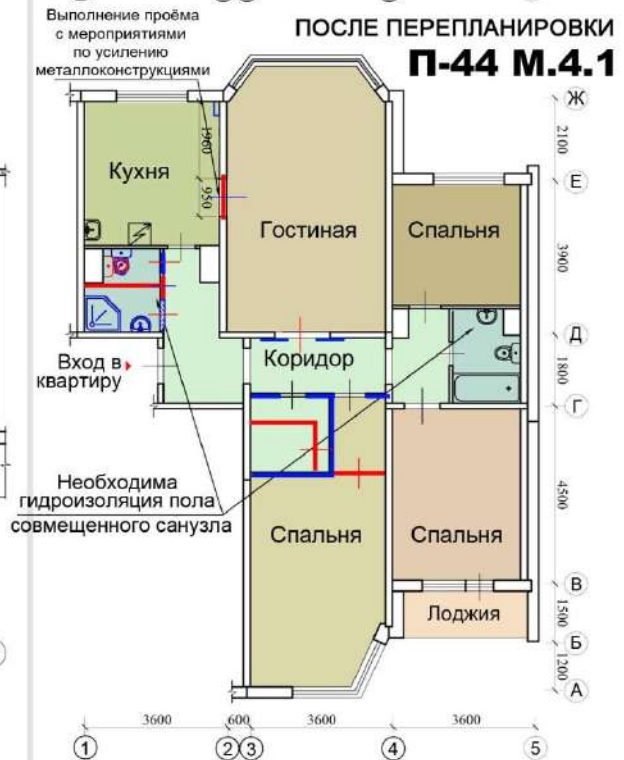 Выполнение проёма
с мероприятиями
по усилению
металлоконструкциями
ПОСЛЕ ПЕРЕПЛАНИРОВКИ
П-44 М.4.1
Ж
2100
1960
Кухня
950
Е
Гостиная
Спальня
3900
Д
Вход в
квартиру
Коридор
1800
Г
Необходима
гидроизоляция пола
совмещенного санузла
4500
Спальня
Спальня
В
Лоджия
1500
Б
1200
А
3600
600
3600
3600
1
2
3
4
5